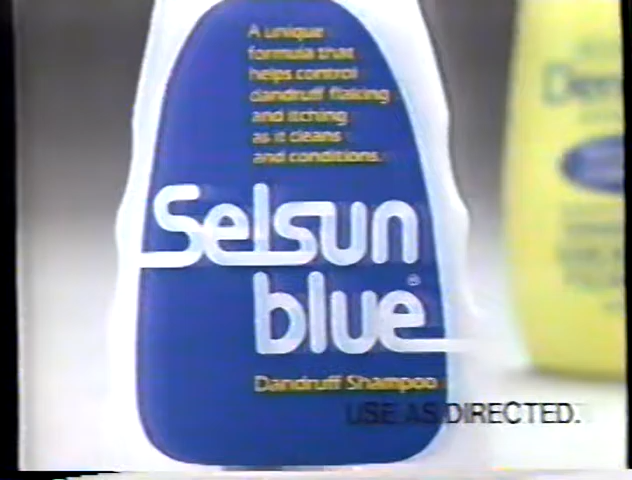 A unique
formula that
helps control
dandruff flaking
and itching
as it cleans
and conditions.
Selsun
blue®
Dandruff Shampoo
USE AS DIRECTED.